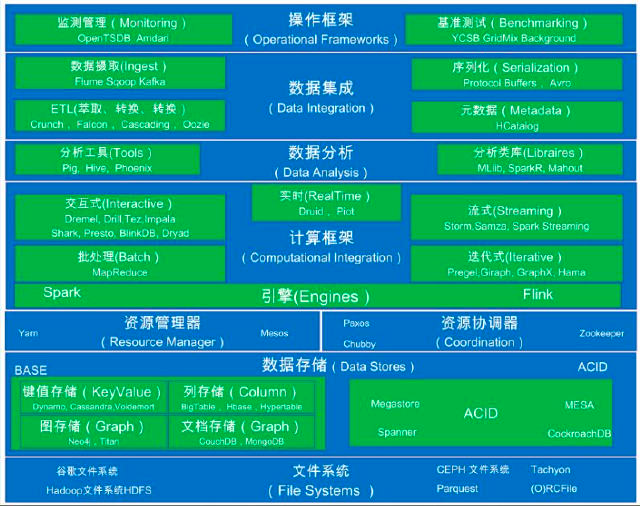 操作框架
( Operational Frameworks )
监测管理 ( Monitoring )
OpenTSDB Amdari
基准测试 ( Benchmarking )
YCSB GridMix Background
数据集成
( Data Integration )
数据摄取(Ingest)
Flume Sqoop Kafka
序列化 ( Serialization )
Protocol Buffers 、 Avro
ETL(萃取、转换、转换 )
Crunch 、 Falcon 、 Cascading 、 Oozie
元数据 ( Metadata )
HCatalog
数据分析
( Data Analysis )
分析工具(Tools )
Pig、Hive、Phoenix
分析类库(Libraires )
MLlib, SparkR, Mahout
实时(RealTime )
Druid 、 Piot
交互式(Interactive )
Dremel, Drill,Tez,Impala
Shark, Presto, BlinkDB, Dryad
流式(Streaming )
Storm,Samza, Spark Streaming
计算框架
( Computational Integration )
批处理(Batch )
MapReduce
迭代式(Iterative )
Pregel,Giraph, GraphX, Hama
Spark
引擎(Engines )
Flink
资源管理器
( Resource Manager )
Yarn
Mesos
资源协调器
( Coordination )
Paxos
Chubby
Zookeeper
数据存储 ( Data Stores )
BASE
ACID
键值存储 ( KeyValue )
Dynamo, Cassandra,Voldemort
列存储 ( Column )
BigTable 、 Hbase 、 Hypertable
图存储 ( Graph )
Neo4j 、 Titan
文档存储 ( Graph )
CouchDB 、 MongoDB
Megastore
ACID
MESA
Spanner
CockroachDB
文件系统
( File Systems )
谷歌文件系统
Hadoop文件系统HDFS
CEPH 文件系统
Tachyon
Parquest
(O)RCFile